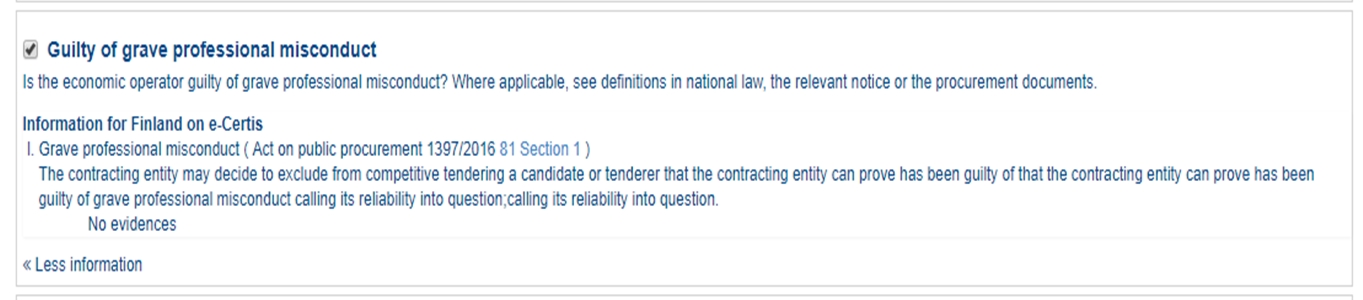 Guilty of grave professional misconduct
Is the economic operator guilty of grave professional misconduct? Where applicable, see definitions in national law, the relevant notice or the procurement documents.
Information for Finland on e-Certis
I. Grave professional misconduct ( Act on public procurement 1397/2016 81 Section 1 )
The contracting entity may decide to exclude from competitive tendering a candidate or tenderer that the contracting entity can prove has been guilty of that the contracting entity can prove has been
guilty of grave professional misconduct calling its reliability into question;calling its reliability into question.
No evidences
« Less information